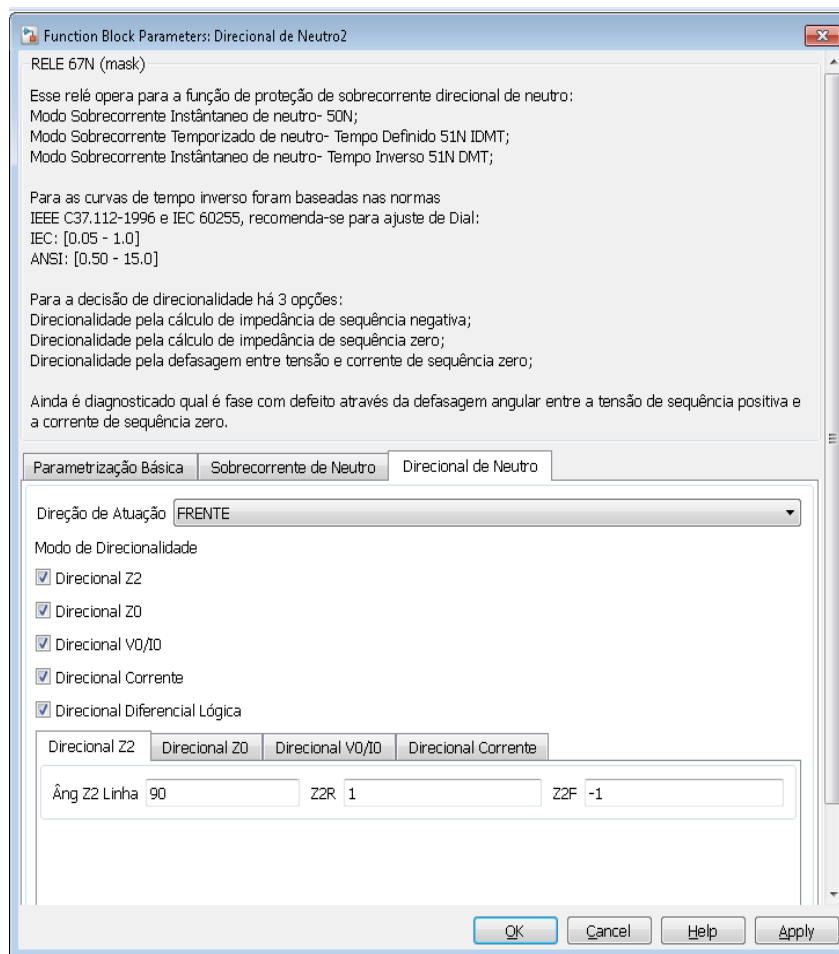 Function Block Parameters: Direcional de Neutro2
RELE 67N (mask)
Esse relé opera para a função de proteção de sobrecorrente direcional de neutro:
Modo Sobrecorrente Instântaneo de neutro- 50N;
Modo Sobrecorrente Temporizado de neutro- Tempo Definido 51N IDMT;
Modo Sobrecorrente Instântaneo de neutro- Tempo Inverso 51N DMT;
Para as curvas de tempo inverso foram baseadas nas normas
IEEE C37.112-1996 e IEC 60255, recomenda-se para ajuste de Dial:
IEC: [0.05 - 1.0]
ANSI: [0.50 - 15.0]
Para a decisão de direcionalidade há 3 opções:
Direcionalidade pela cálculo de impedância de sequência negativa;
Direcionalidade pela cálculo de impedância de sequência zero;
Direcionalidade pela defasagem entre tensão e corrente de sequência zero;
Ainda é diagnosticado qual é fase com defeito através da defasagem angular entre a tensão de sequência positiva e
a corrente de sequência zero.
Parametrização Básica Sobrecorrente de Neutro Direcional de Neutro
Direção de Atuação FRENTE
Modo de Direcionalidade
Direcional Z2
Direcional Z0
Direcional V0/I0
Direcional Corrente
Direcional Diferencial Lógica
Direcional Z2 Direcional Z0 Direcional V0/I0 Direcional Corrente
Âng Z2 Linha 90 Z2R 1 Z2F -1
OK Cancel Help Apply